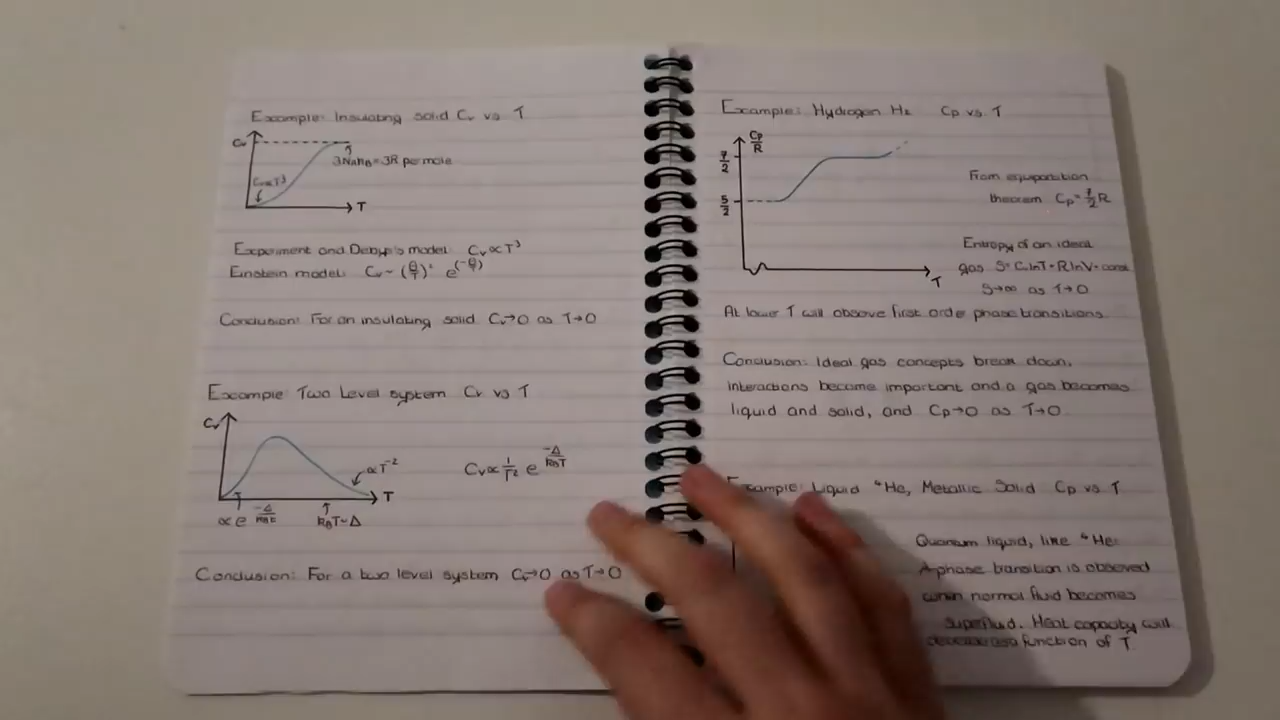 Example: Insulating solid Cv vs T
Cv
3NAkB = 3R per mole
Cv∝T³
T
Experiment and Debye's model: Cv∝T³
Einstein model: Cv ~ (θ/T)² e^(-θ/T)
Conclusion: For an insulating solid Cv→0 as T→0
Example: Two Level system Cv vs T
Cv
∝T⁻²
T
∝e^(-Δ/kBT)
kBT~Δ
Cv∝ 1/T² e^(-Δ/kBT)
Conclusion: For a two level system Cv→0 as T→0
Example: Hydrogen H₂ Cp vs T
Cp/R
7/2
5/2
T
From equipartition
theorem Cp = 7/2 R
Entropy of an ideal
gas S = CvlnT + RlnV + const
S→∞ as T→0
At lower T will observe first order phase transitions.
Conclusion: Ideal gas concepts break down,
interactions become important and a gas becomes
liquid and solid, and Cp→0 as T→0
Example: Liquid ⁴He, Metallic Solid Cp vs T
Quantum liquid, like ⁴He:
A phase transition is observed
when normal fluid becomes
superfluid. Heat capacity will
decrease as a function of T